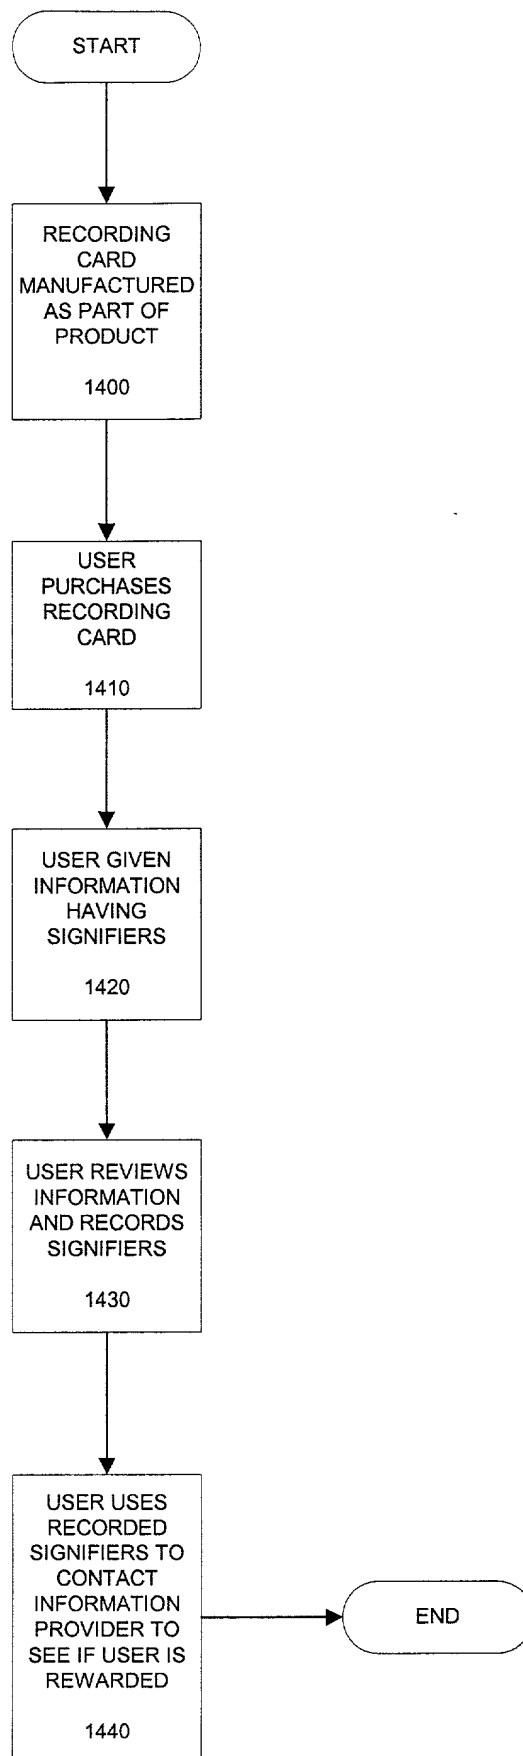 START
RECORDING
CARD
MANUFACTURED
AS PART OF
PRODUCT
1400
USER
PURCHASES
RECORDING
CARD
1410
USER GIVEN
INFORMATION
HAVING
SIGNIFIERS
1420
USER REVIEWS
INFORMATION
AND RECORDS
SIGNIFIERS
1430
USER USES
RECORDED
SIGNIFIERS TO
CONTACT
INFORMATION
PROVIDER TO
SEE IF USER IS
REWARDED
1440
END